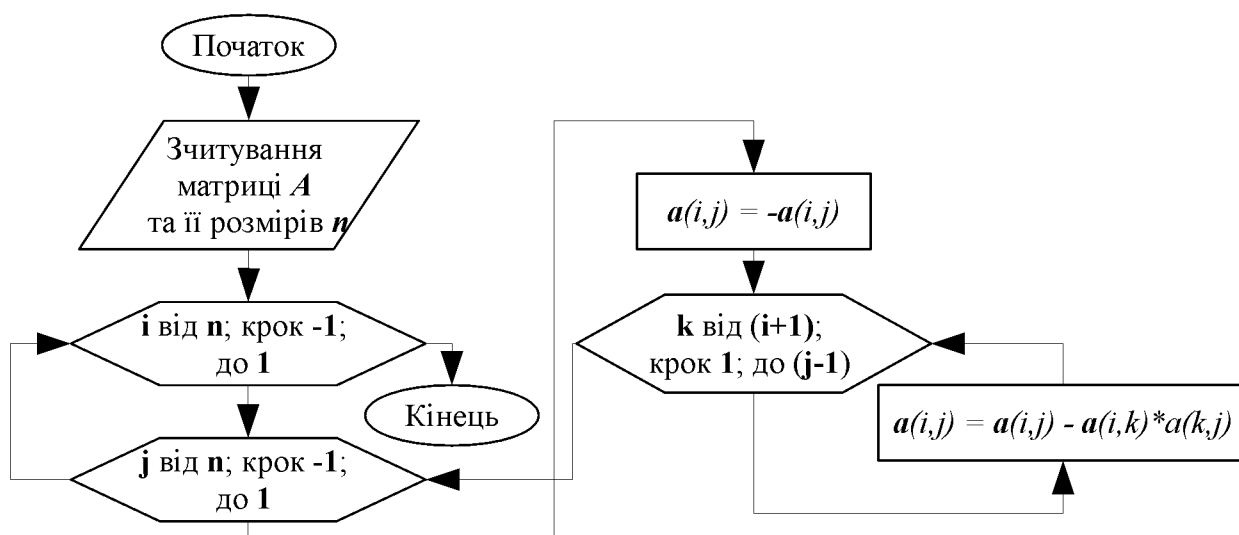 Початок
Зчитування
матриці A
та її розмірів n
i від n; крок -1;
до 1
Кінець
j від n; крок -1;
до 1
a(i,j) = -a(i,j)
k від (i+1);
крок 1; до (j-1)
a(i,j) = a(i,j) - a(i,k)*a(k,j)